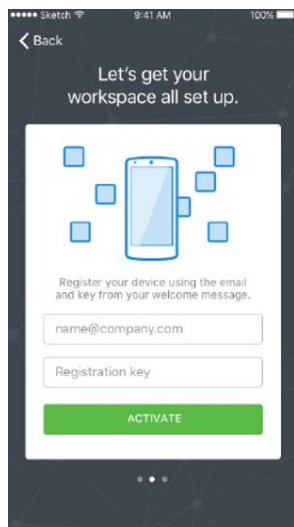 Sketch 9:41 AM 100%
Back
Let's get your
workspace all set up.
Register your device using the email
and key from your welcome message.
name@company.com
Registration key
ACTIVATE